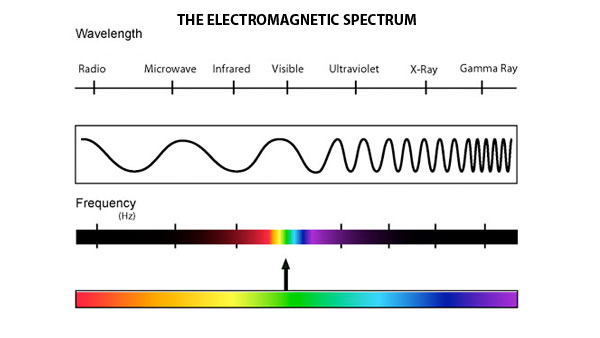 THE ELECTROMAGNETIC SPECTRUM
Wavelength
Radio Microwave Infrared Visible Ultraviolet X-Ray Gamma Ray
Frequency
(Hz)